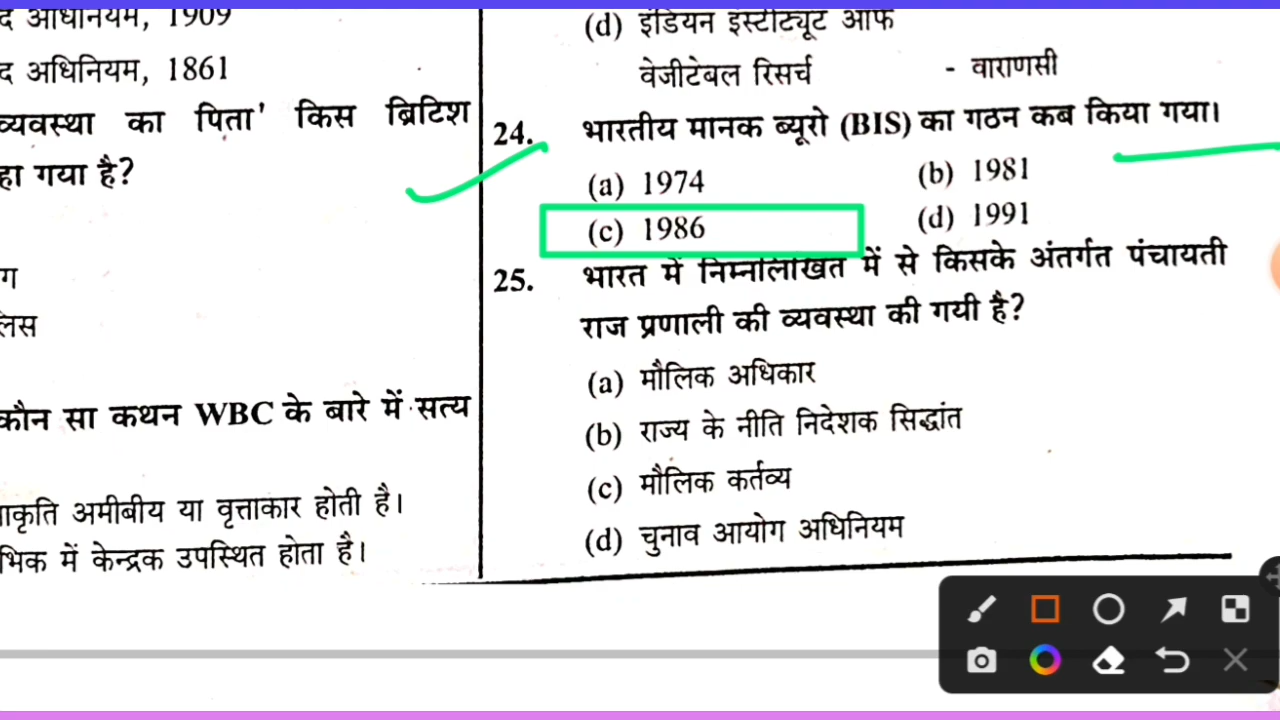 अधिनियम, 1909
द अधिनियम, 1861
व्यवस्था का पिता' किस ब्रिटिश
हा गया है?
कौन सा कथन WBC के बारे में सत्य
अमीबीय या वृत्ताकार होती है।
में केन्द्रक उपस्थित होता है।
(d) इंडियन इंस्टीट्यूट ऑफ
वेजीटेबल रिसर्च - वाराणसी
24. भारतीय मानक ब्यूरो (BIS) का गठन कब किया गया।
(a) 1974 (b) 1981
(c) 1986 (d) 1991
25. भारत में निम्नलिखित में से किसके अंतर्गत पंचायती
राज प्रणाली की व्यवस्था की गयी है?
(a) मौलिक अधिकार
(b) राज्य के नीति निदेशक सिद्धांत
(c) मौलिक कर्तव्य
(d) चुनाव आयोग अधिनियम